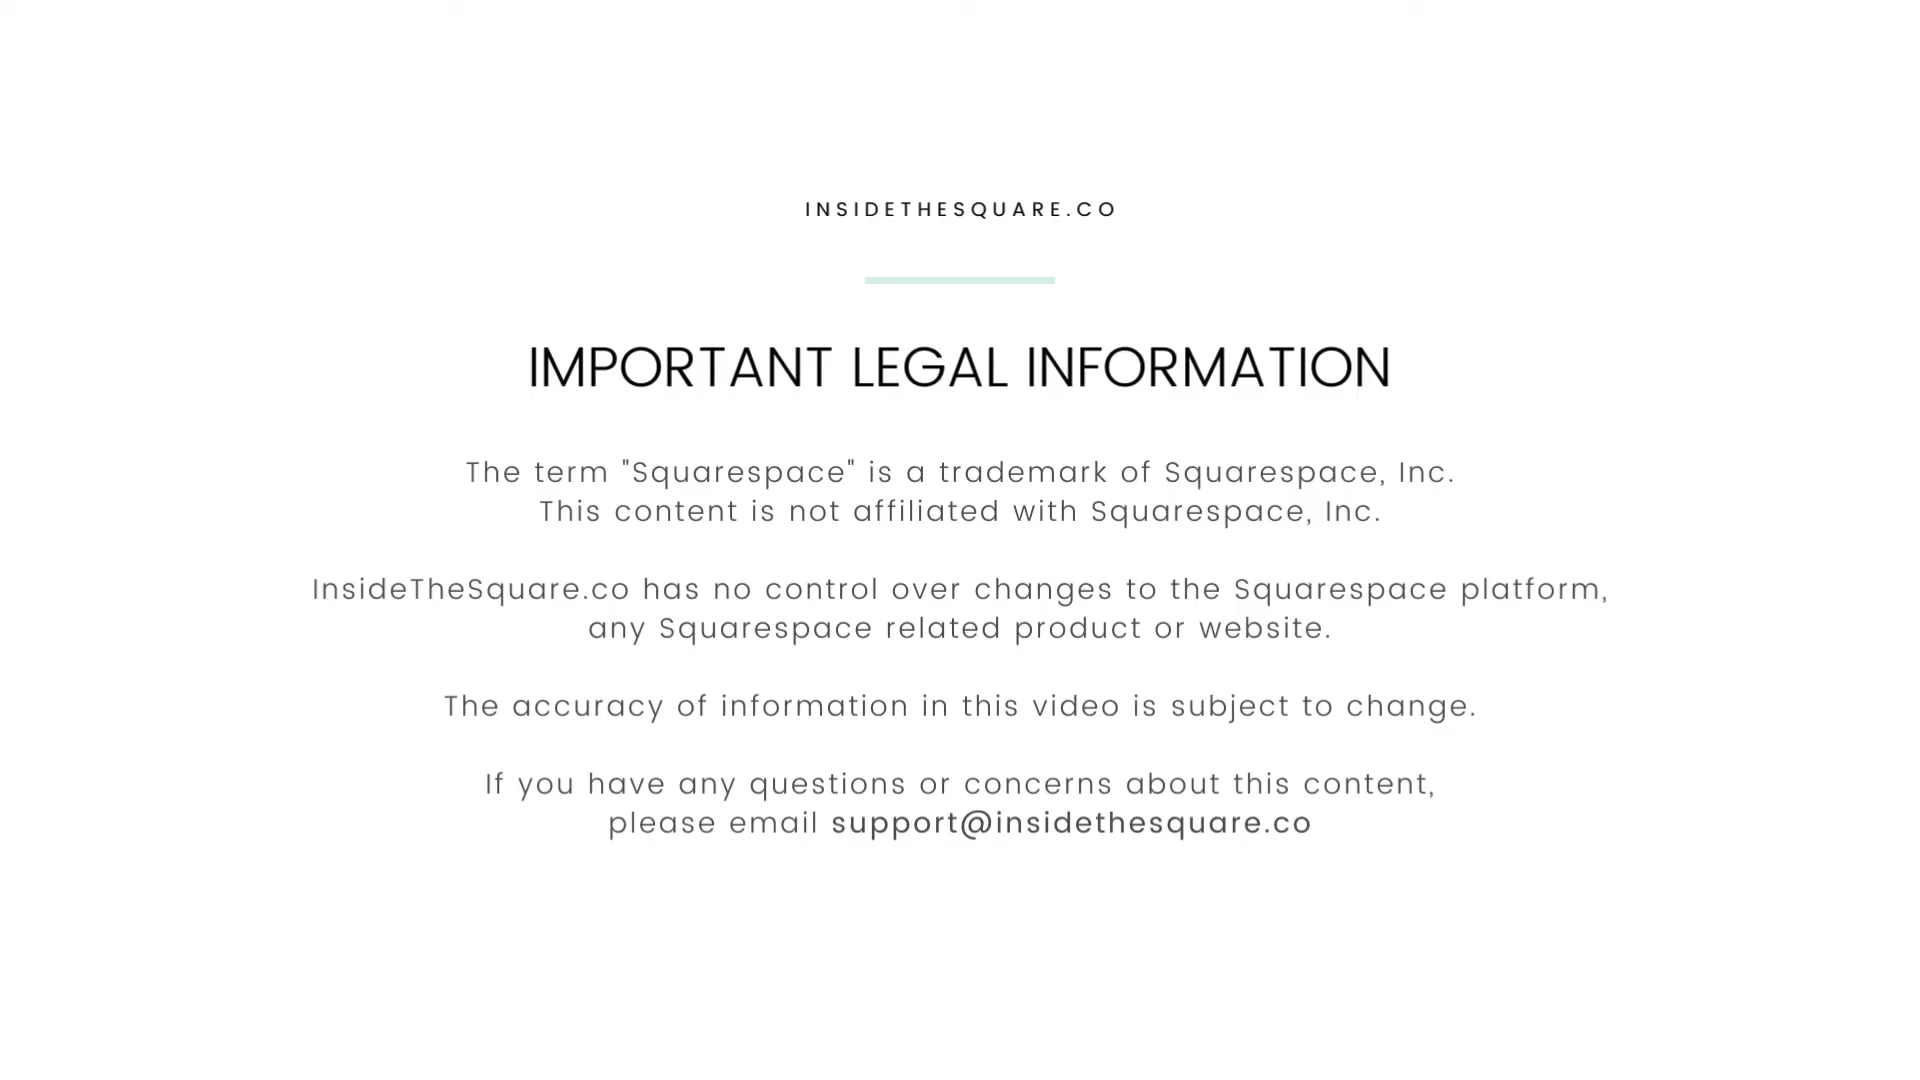 INSIDETHESQUARE.CO
IMPORTANT LEGAL INFORMATION
The term "Squarespace" is a trademark of Squarespace, Inc.
This content is not affiliated with Squarespace, Inc.
InsideTheSquare.co has no control over changes to the Squarespace platform,
any Squarespace related product or website.
The accuracy of information in this video is subject to change.
If you have any questions or concerns about this content,
please email support@insidethesquare.co